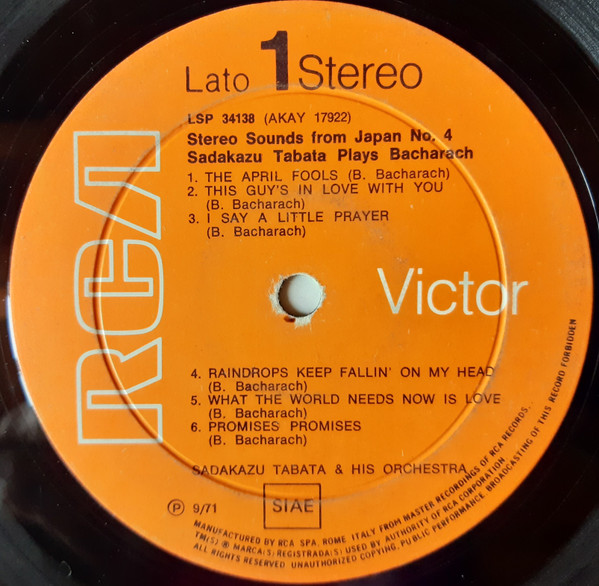 Lato 1 Stereo
LSP 34138 (AKAY 17922)
Stereo Sounds from Japan No. 4
Sadakazu Tabata Plays Bacharach
1. THE APRIL FOOLS (B. Bacharach)
2. THIS GUY'S IN LOVE WITH YOU
(B. Bacharach)
3. I SAY A LITTLE PRAYER
(B. Bacharach)
RCA
Victor
4. RAINDROPS KEEP FALLIN' ON MY HEAD
(B. Bacharach)
5. WHAT THE WORLD NEEDS NOW IS LOVE
(B. Bacharach)
6. PROMISES PROMISES
(B. Bacharach)
SADAKAZU TABATA & HIS ORCHESTRA
Ⓟ 9/71
SIAE
MANUFACTURED BY RCA SPA. ROME. ITALY FROM MASTER RECORDINGS OF RCA RECORDS.
TM(S) ® MARCA(S) REGISTRADA(S) USED BY AUTHORITY OF RCA CORPORATION.
ALL RIGHTS RESERVED UNAUTHORIZED COPYING, PUBLIC PERFORMANCE, BROADCASTING OF THIS RECORD FORBIDDEN